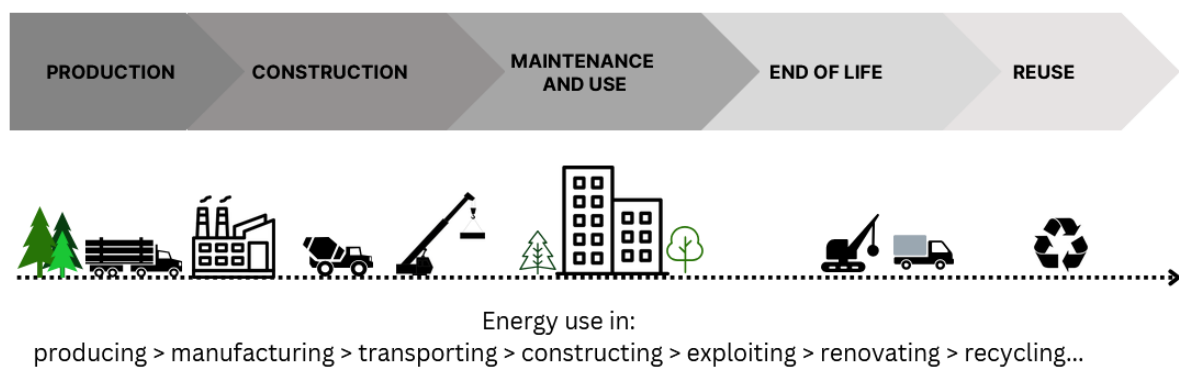 PRODUCTION
CONSTRUCTION
MAINTENANCE
AND USE
END OF LIFE
REUSE
Energy use in:
producing > manufacturing > transporting > constructing > exploiting > renovating > recycling...